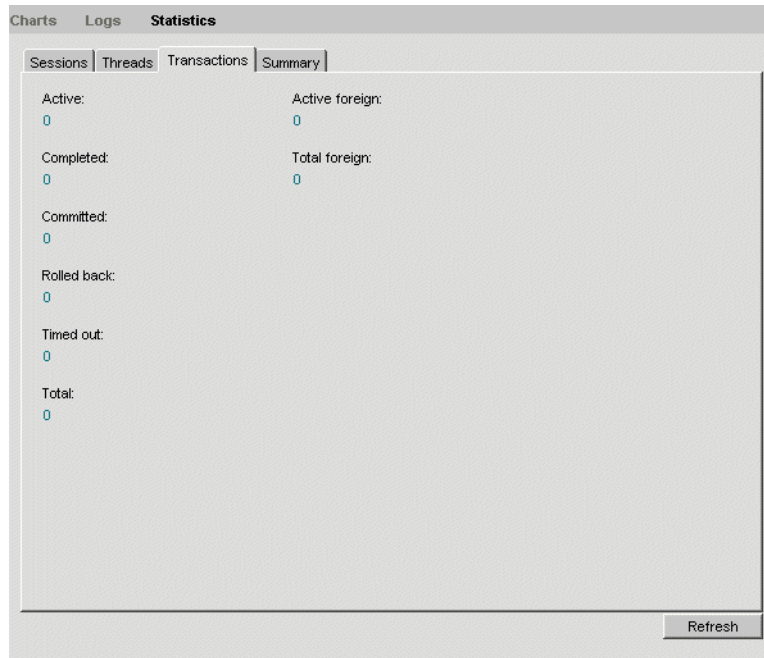 Charts Logs Statistics
Sessions Threads Transactions Summary
Active: Active foreign:
0 0
Completed: Total foreign:
0 0
Committed:
0
Rolled back:
0
Timed out:
0
Total:
0
Refresh